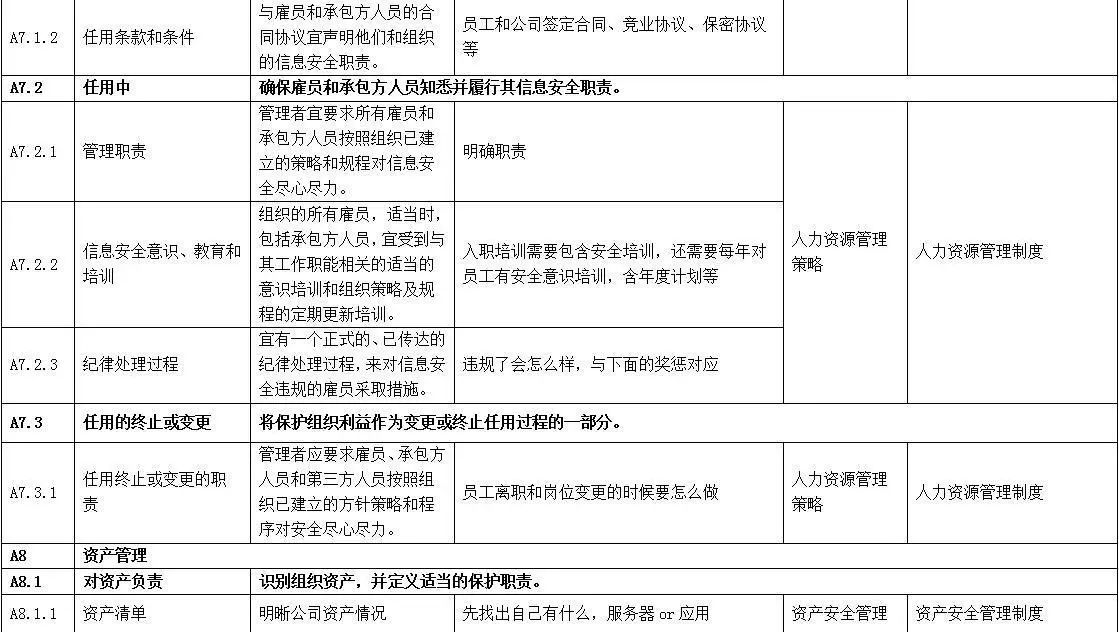 A7.1.2
任用条款和条件
与雇员和承包方人员的合
同协议宜声明他们和组织
的信息安全职责。
员工和公司签定合同、竞业协议、保密协议
等
A7.2
任用中
确保雇员和承包方人员知悉并履行其信息安全职责。
A7.2.1
管理职责
管理者宜要求所有雇员和
承包方人员按照组织已建
立的策略和规程对信息安
全尽心尽力。
明确职责
A7.2.2
信息安全意识、教育和
培训
组织的所有雇员，适当时，
包括承包方人员，宜受到与
其工作职能相关的适当的
意识培训和组织策略及规
程的定期更新培训。
入职培训需要包含安全培训，还需要每年对
员工有安全意识培训，含年度计划等
人力资源管理
策略
人力资源管理制度
A7.2.3
纪律处理过程
宜有一个正式的、已传达的
纪律处理过程，来对信息安
全违规的雇员采取措施。
违规了会怎么样，与下面的奖惩对应
A7.3
任用的终止或变更
将保护组织利益作为变更或终止任用过程的一部分。
A7.3.1
任用终止或变更的职
责
管理者应要求雇员、承包方
人员和第三方人员按照组
织已建立的方针策略和程
序对安全尽心尽力。
员工离职和岗位变更的时候要怎么做
人力资源管理
策略
人力资源管理制度
A8
资产管理
A8.1
对资产负责
识别组织资产，并定义适当的保护职责。
A8.1.1
资产清单
明晰公司资产情况
先找出自己有什么，服务器 or 应用
资产安全管理
资产安全管理制度